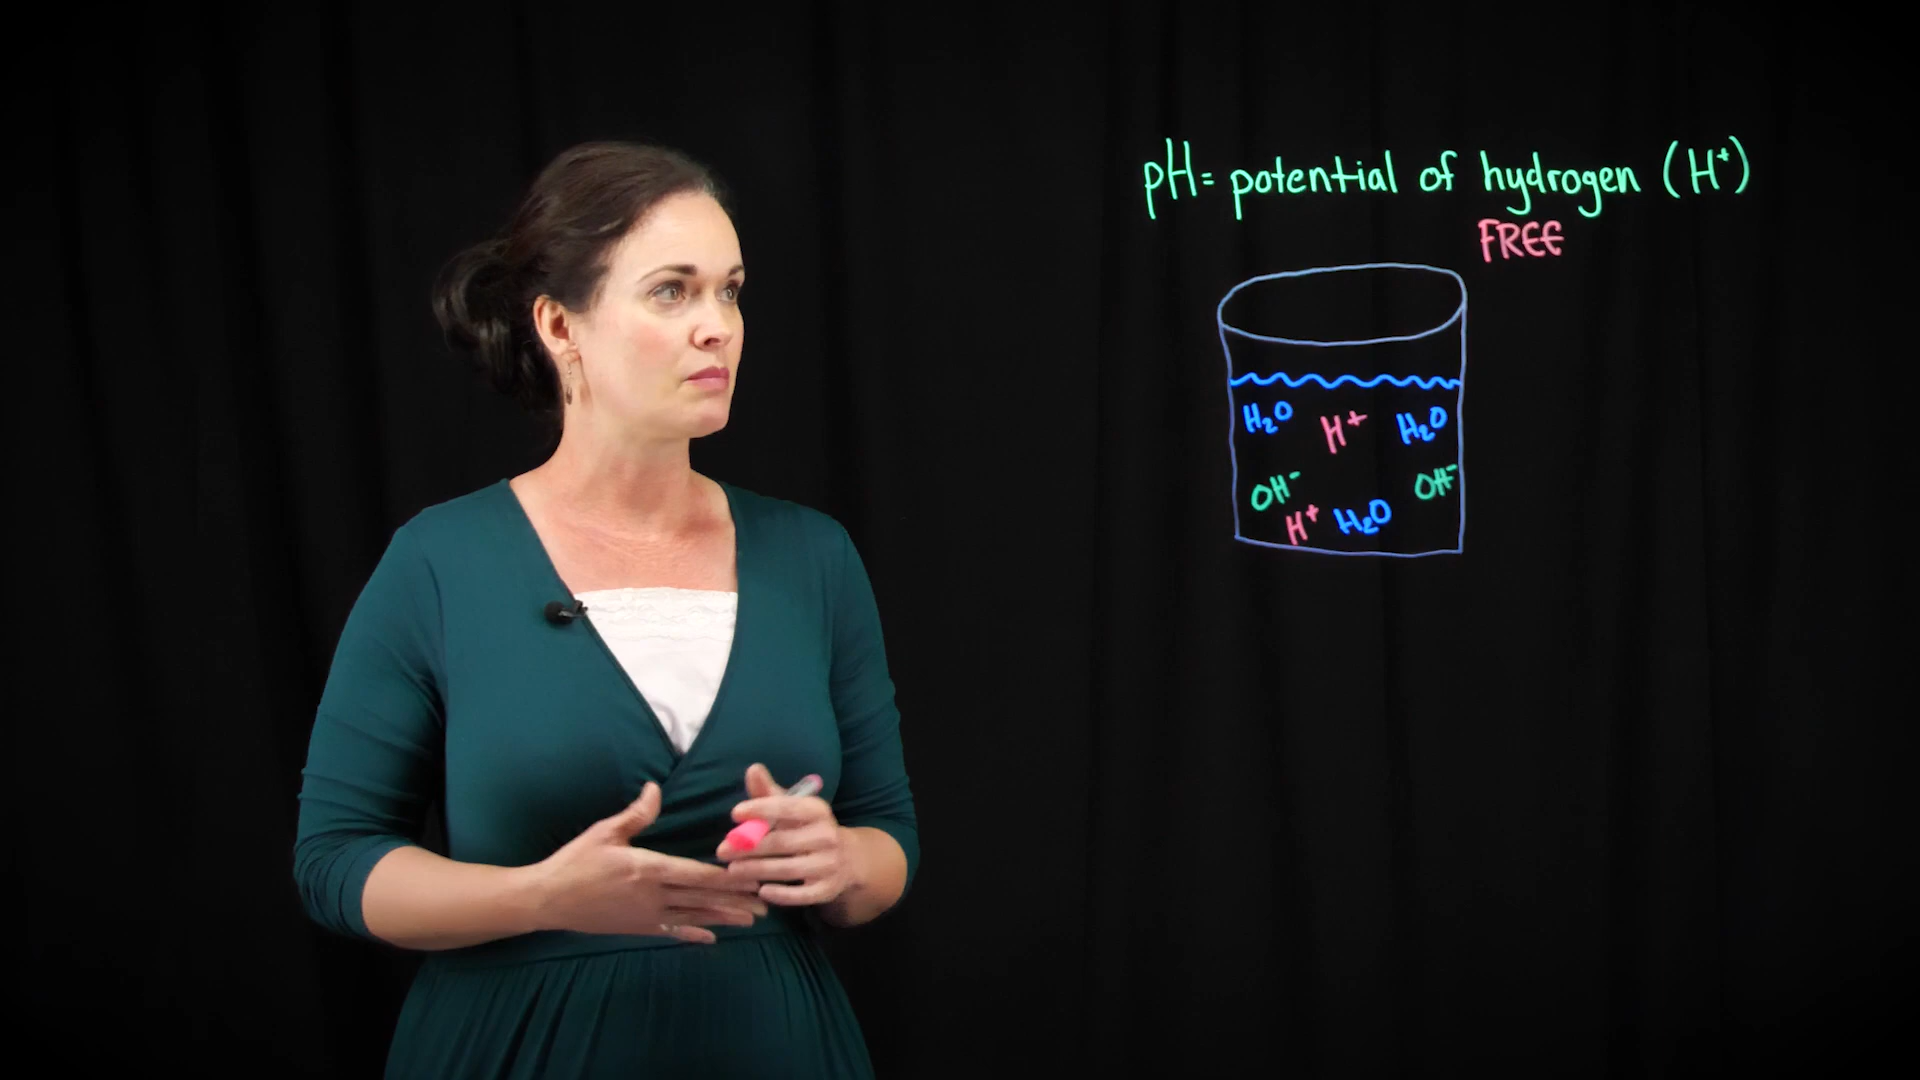 pH= potential of hydrogen (H⁺)
FREE
H₂O H⁺ H₂O
OH⁻ OH⁻
H⁺ H₂O